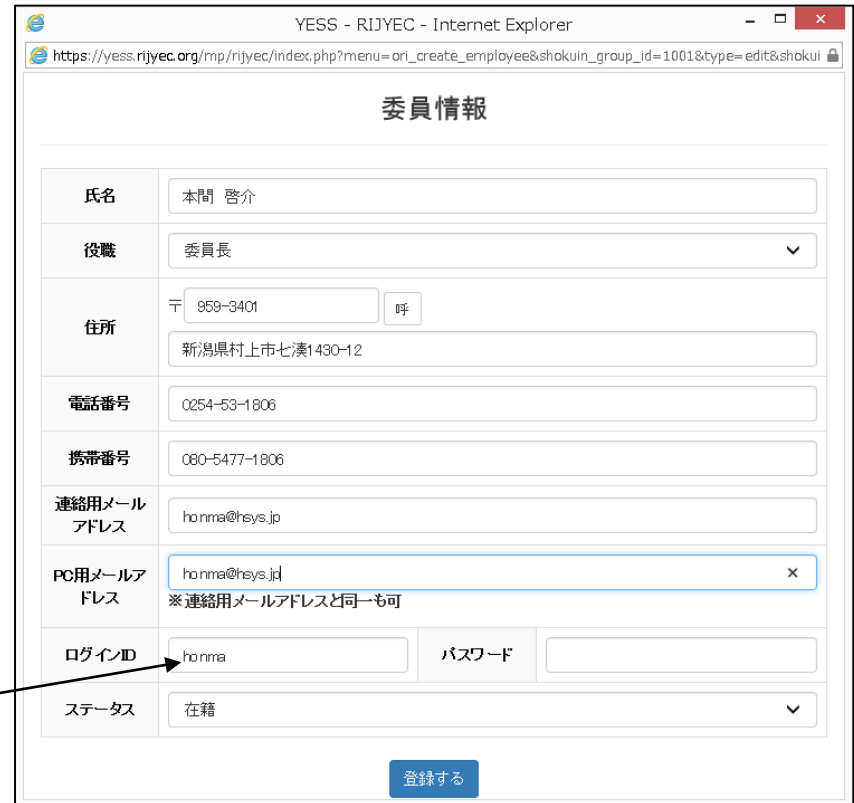 YESS - RIJYEC - Internet Explorer
https://yess.rijyec.org/mp/rijyec/index.php?menu=ori_create_employee&shokuin_group_id=1001&type=edit&shokui
委員情報
氏名 本間 啓介
役職 委員長
住所 〒 959-3401 呼
新潟県村上市七湊1430-12
電話番号 0254-53-1806
携帯番号 080-5477-1806
連絡用メール
アドレス honma@hsys.jp
PC用メールア
ドレス honma@hsys.jp
※連絡用メールアドレスと同一も可
ログインID honma パスワード
ステータス 在籍
登録する